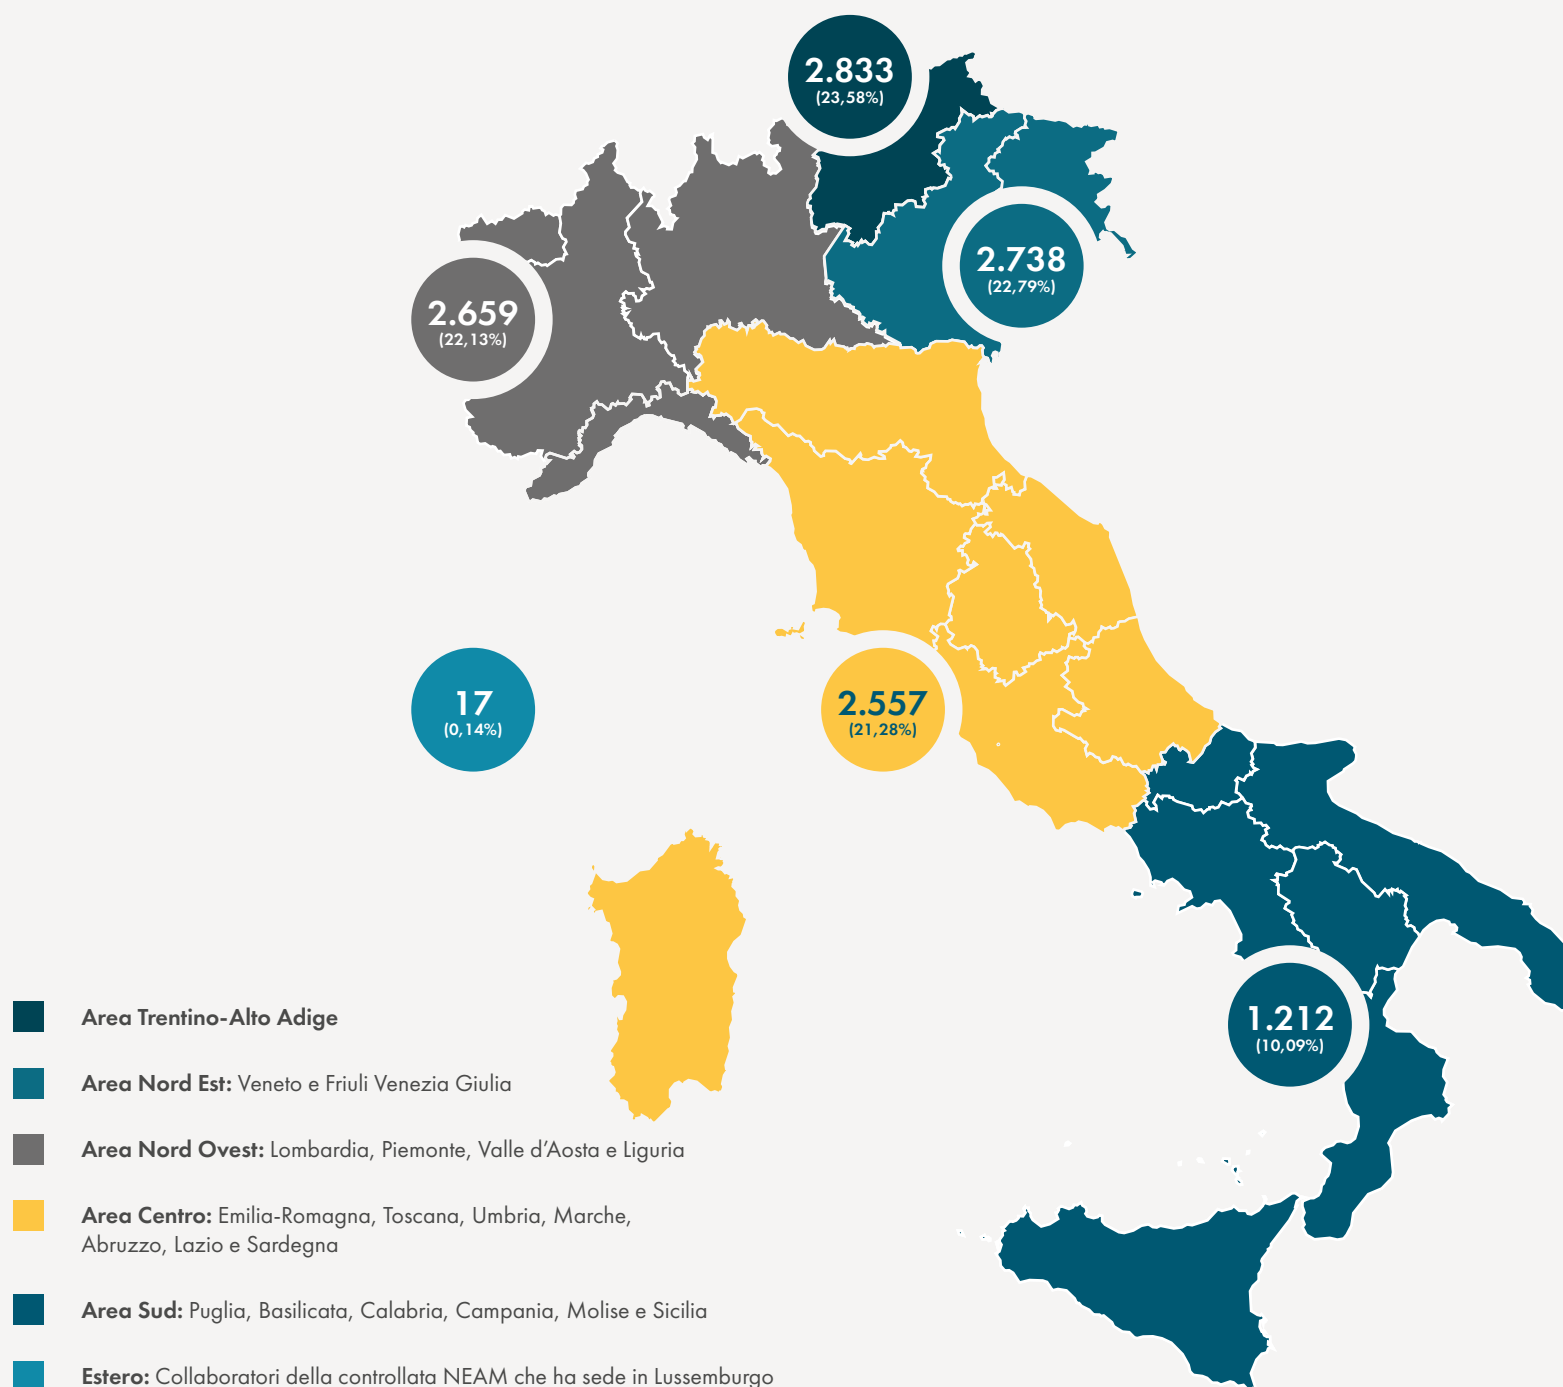 2.833
(23,58%)
2.738
(22,79%)
2.659
(22,13%)
17
(0,14%)
2.557
(21,28%)
1.212
(10,09%)
Area Trentino-Alto Adige
Area Nord Est: Veneto e Friuli Venezia Giulia
Area Nord Ovest: Lombardia, Piemonte, Valle d'Aosta e Liguria
Area Centro: Emilia-Romagna, Toscana, Umbria, Marche,
Abruzzo, Lazio e Sardegna
Area Sud: Puglia, Basilicata, Calabria, Campania, Molise e Sicilia
Estero: Collaboratori della controllata NEAM che ha sede in Lussemburgo